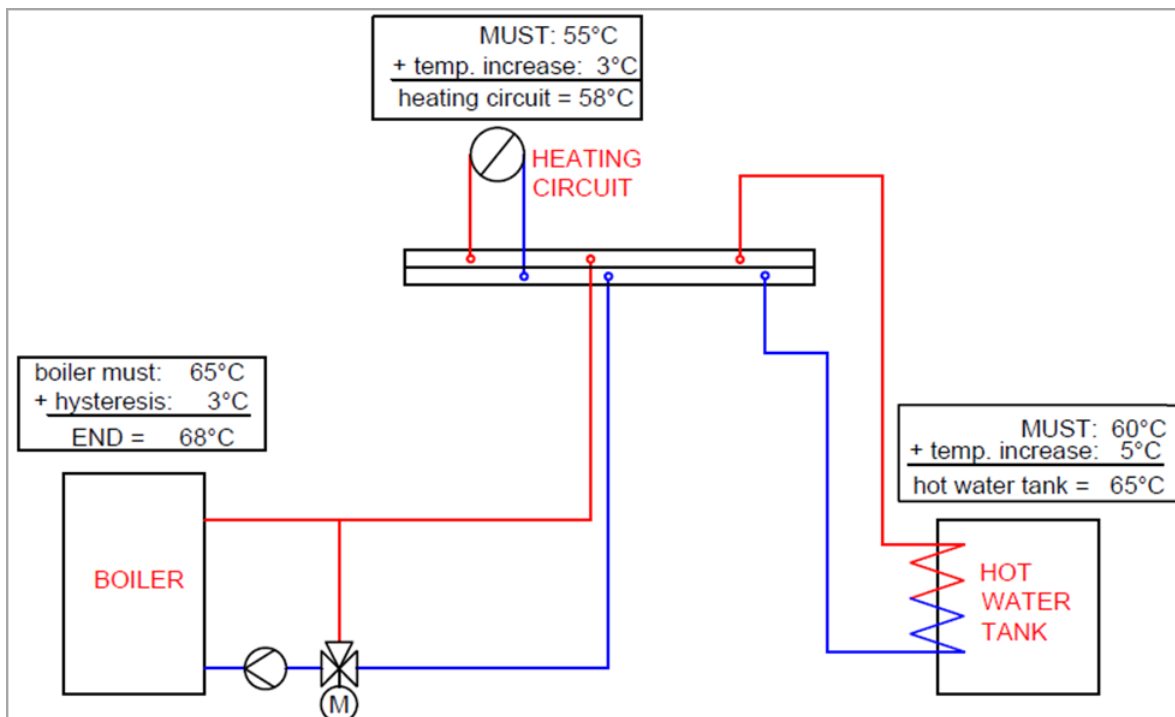 MUST: 55°C
+ temp. increase: 3°C
heating circuit = 58°C
HEATING
CIRCUIT
boiler must: 65°C
+ hysteresis: 3°C
END = 68°C
MUST: 60°C
+ temp. increase: 5°C
hot water tank = 65°C
BOILER
HOT
WATER
TANK
M